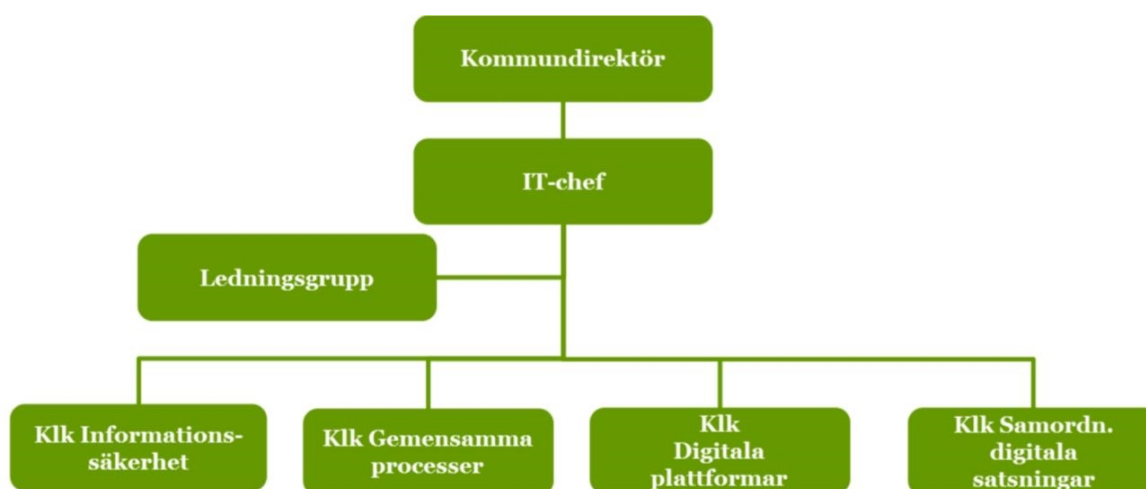 Kommundirektör
IT-chef
Ledningsgrupp
Klk Informations-
säkerhet
Klk Gemensamma
processer
Klk
Digitala
plattformar
Klk Samordn.
digitala
satsningar